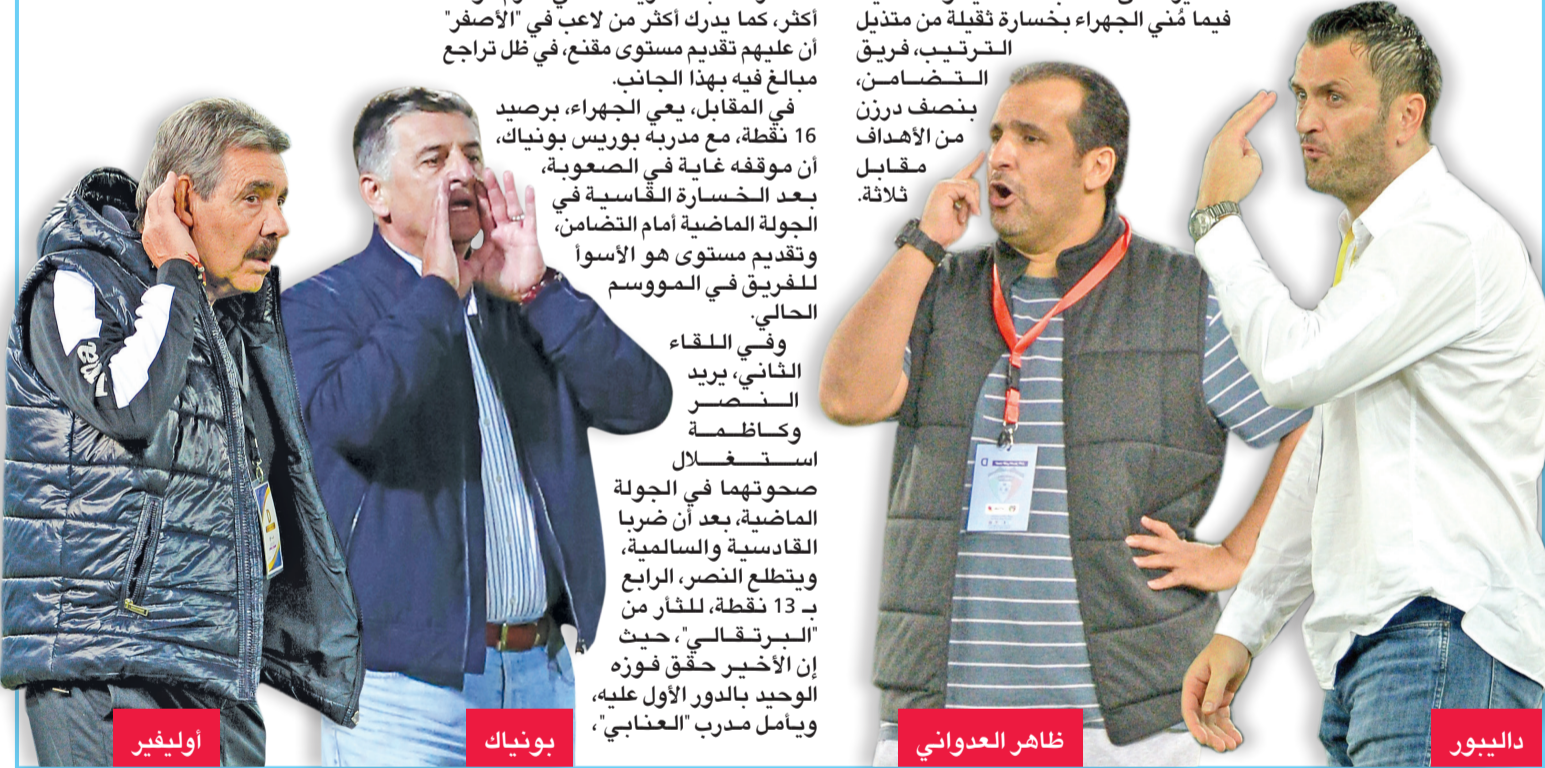 فيما مُني الجهراء بخسارة ثقيلة من متذيل
الترتيب، فريق
التضامن،
بنصف درزن
من الأهداف
مقابل
ثلاثة.
أكثر، كما يدرك أكثر من لاعب في "الأصفر"
أن عليهم تقديم مستوى مقنع، في ظل تراجع
مبالغ فيه بهذا الجانب.
في المقابل، يعي الجهراء، برصيد
16 نقطة، مع مدربه بوريس بونياك،
أن موقفه غاية في الصعوبة،
بعد الخسارة القاسية في
الجولة الماضية أمام التضامن،
وتقديم مستوى هو الأسوأ
للفريق في المووسم
الحالي.
وفي اللقاء
الثاني، يريد
النصر
وكاظمة
استغلال
صحوتهما في الجولة
الماضية، بعد أن ضربا
القادسية والسالمية،
ويتطلع النصر، الرابع
بـ 13 نقطة، للثأر من
"البرتقالي"، حيث
إن الأخير حقق فوزه
الوحيد بالدور الأول عليه،
ويأمل مدرب "العنابي"،
داليبور
ظاهر العدواني
بونياك
أوليفير